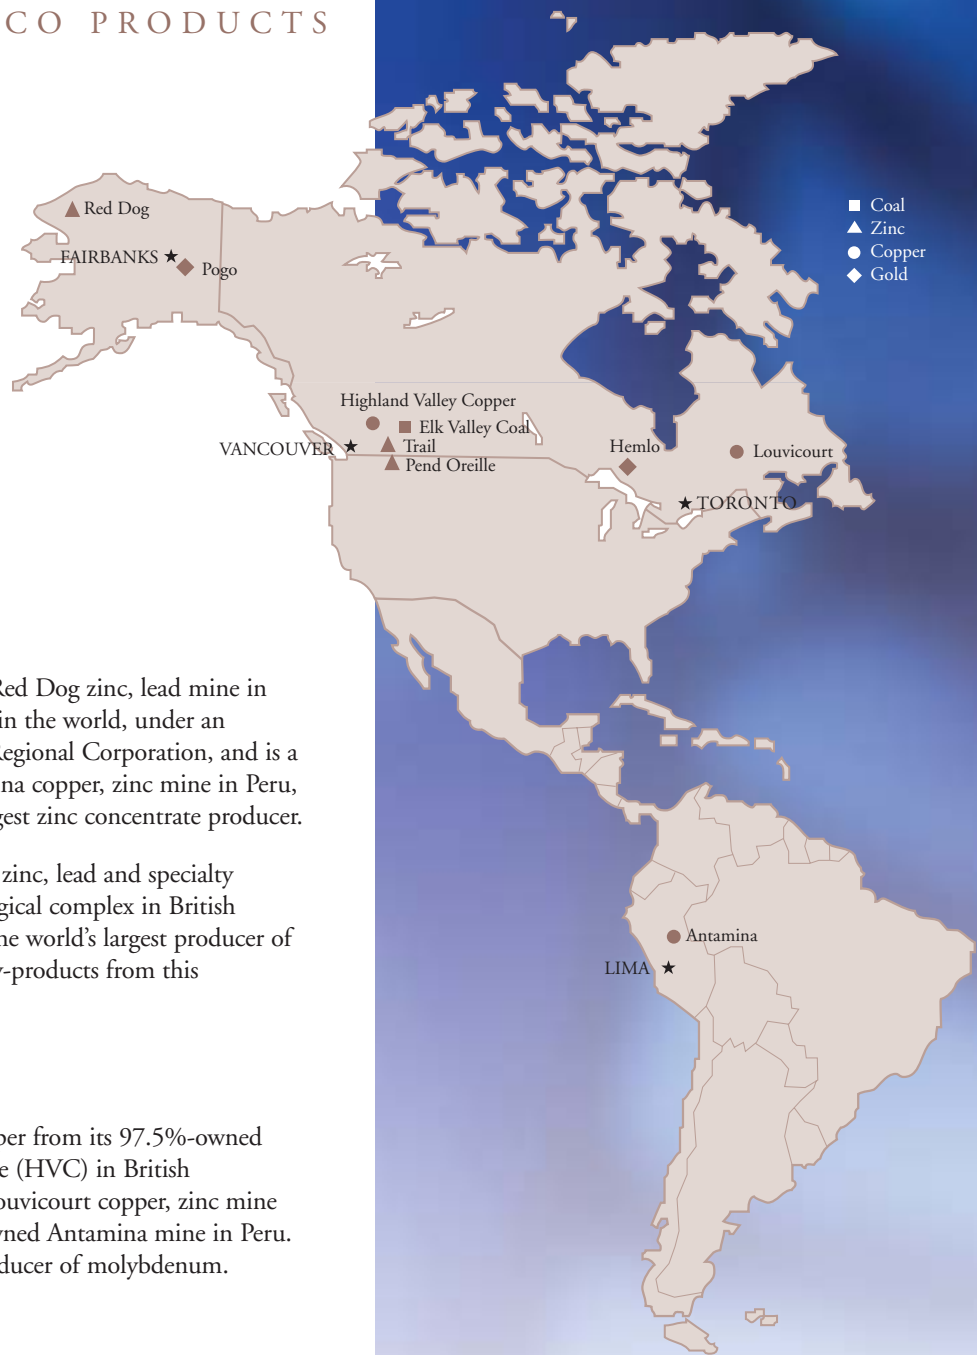 CO PRODUCTS
Coal
Zinc
Copper
Gold
Red Dog
FAIRBANKS
Pogo
Highland Valley Copper
Elk Valley Coal
VANCOUVER
Trail
Pend Oreille
Hemlo
Louvicourt
TORONTO
Red Dog zinc, lead mine in
in the world, under an
Regional Corporation, and is a
na copper, zinc mine in Peru,
gest zinc concentrate producer.
zinc, lead and specialty
gical complex in British
he world’s largest producer of
y-products from this
Antamina
LIMA
per from its 97.5%-owned
e (HVC) in British
ouvicourt copper, zinc mine
wned Antamina mine in Peru.
ducer of molybdenum.